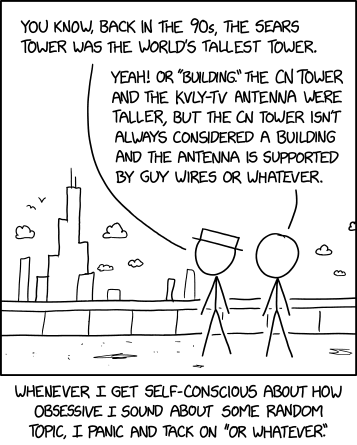 YOU KNOW, BACK IN THE 90s, THE SEARS
TOWER WAS THE WORLD'S TALLEST TOWER.
YEAH! OR "BUILDING." THE CN TOWER
AND THE KVLY-TV ANTENNA WERE
TALLER, BUT THE CN TOWER ISN'T
ALWAYS CONSIDERED A BUILDING
AND THE ANTENNA IS SUPPORTED
BY GUY WIRES OR WHATEVER.
WHENEVER I GET SELF-CONSCIOUS ABOUT HOW
OBSESSIVE I SOUND ABOUT SOME RANDOM
TOPIC, I PANIC AND TACK ON "OR WHATEVER."